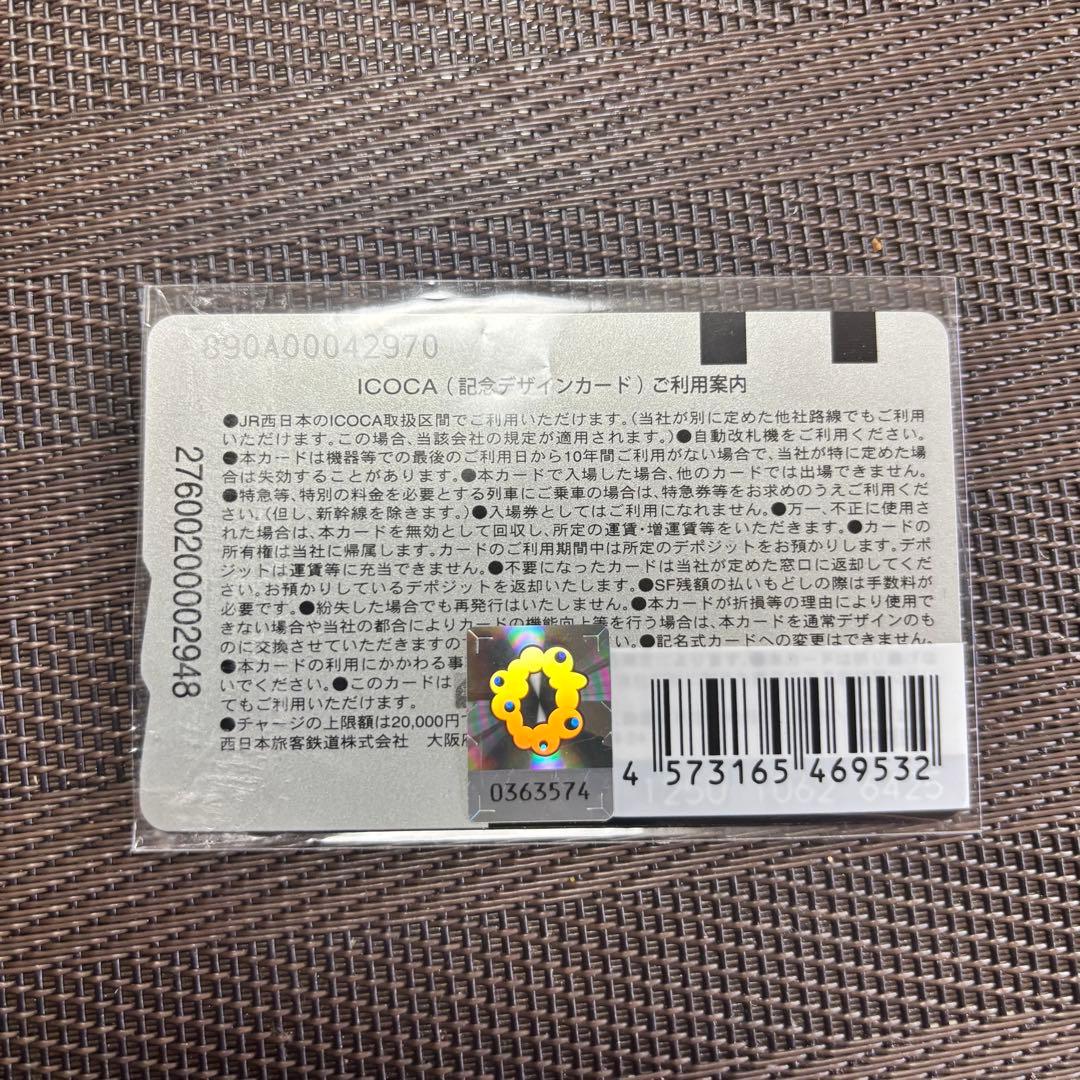 890A00042970
ICOCA（記念デザインカード）ご利用案内
●JR西日本のICOCA取扱区間でご利用いただけます。（当社が別に定めた他社路線でもご利用
いただけます。この場合、当該会社の規定が適用されます。）●自動改札機をご利用ください。
●本カードは機器等での最後のご利用日から10年間ご利用がない場合で、当社が特に定めた場
合は失効することがあります。●本カードで入場した場合、他のカードでは出場できません。
●特急等、特別の料金を必要とする列車にご乗車の場合は、特急券等をお求めのうえご利用くだ
さい。（但し、新幹線を除きます。）●入場券としてはご利用になれません。●万一、不正に使用さ
れた場合は、本カードを無効として回収し、所定の運賃・増運賃等をいただきます。●カードの
所有権は当社に帰属します。カードのご利用期間中は所定のデポジットをお預かりします。デポ
ジットは運賃等に充当できません。●不要になったカードは当社が定めた窓口に返却してくだ
さい。お預かりしているデポジットを返却いたします。●SF残額の払いもどしの際は手数料が
必要です。●紛失した場合でも再発行はいたしません。●本カードが折損等の理由により使用で
きない場合や当社の都合によりカードの機能向上等を行う場合は、本カードを通常デザインのも
のに交換させていただきますの い。●記名式カードへの変更はできません。
●本カードの利用にかかわる事
いでください。●このカードは
てもご利用いただけます。
●チャージの上限額は20,000円
西日本旅客鉄道株式会社 大阪
27600200002948
0363574
4 573165 469532